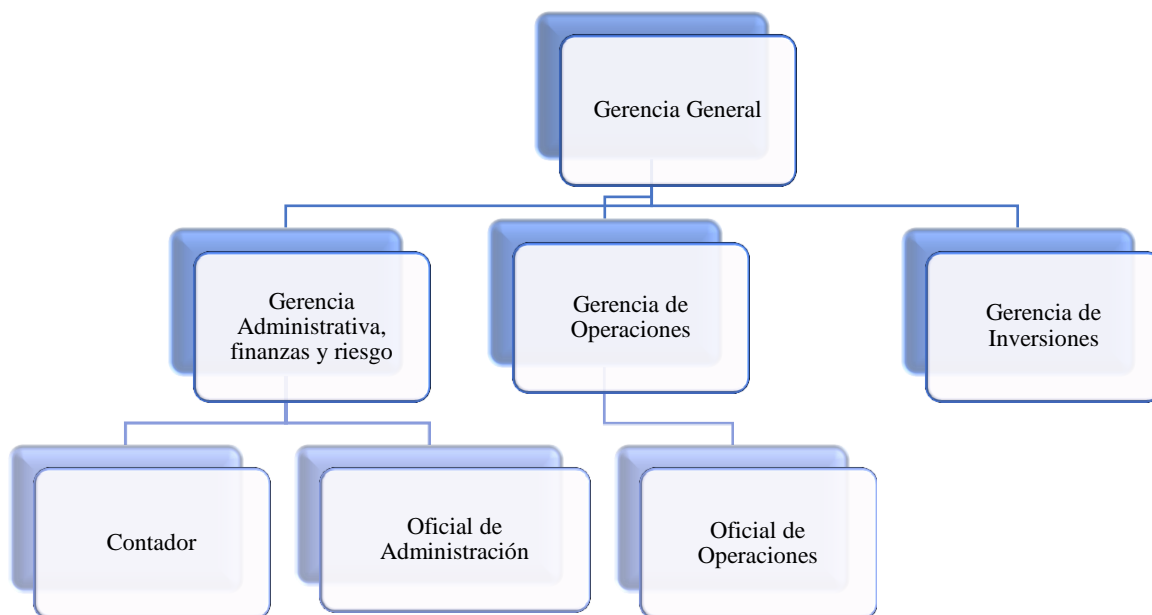 Gerencia General
Gerencia
Administrativa,
finanzas y riesgo
Gerencia de
Operaciones
Gerencia de
Inversiones
Contador
Oficial de
Administración
Oficial de
Operaciones